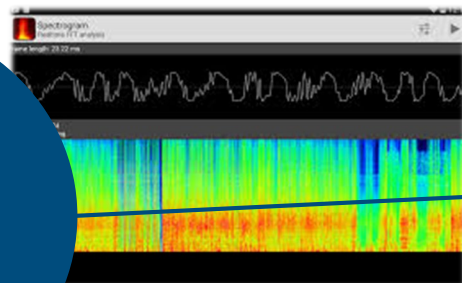 Spectrogram
Realtime FFT analysis
frame length: 23.22 ms